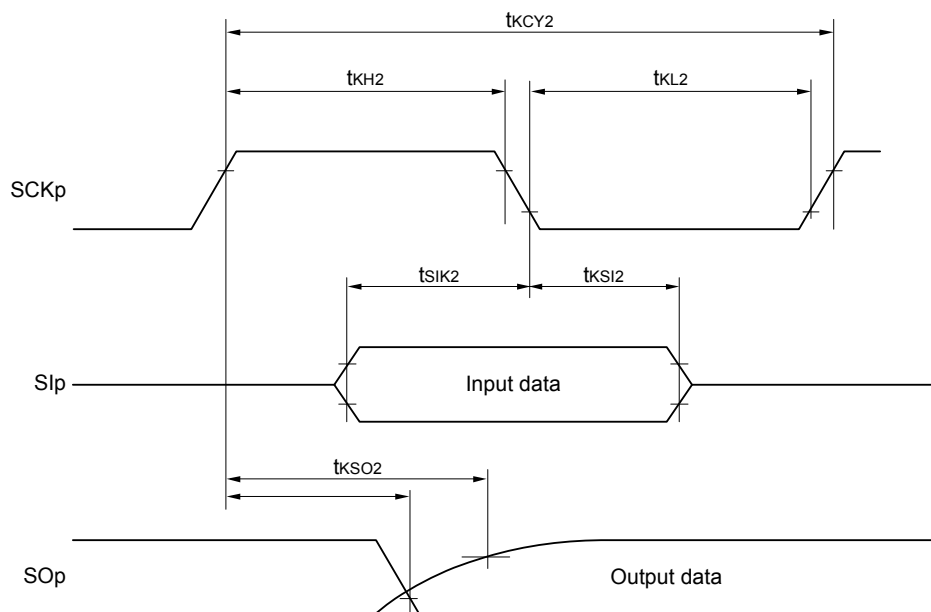 tKCY2
tKH2
tKL2
SCKp
tSIK2
tKSI2
SIp
Input data
tKSO2
SOp
Output data